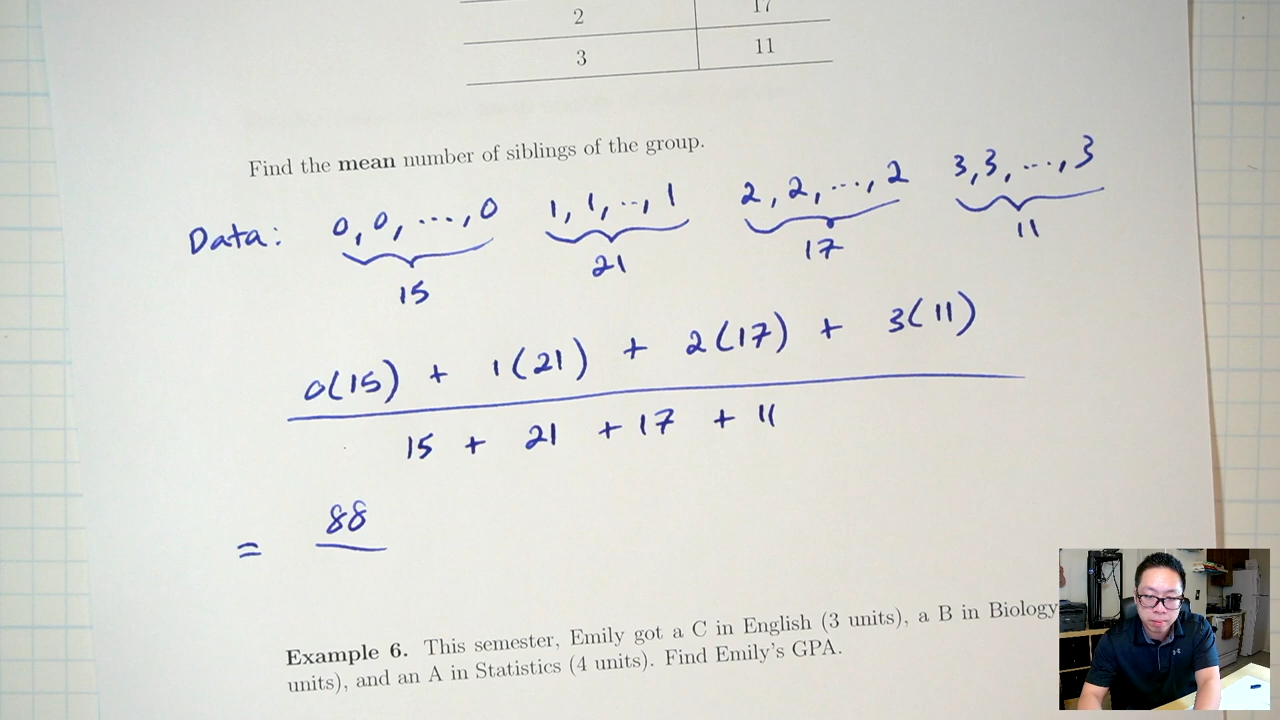 2 17
3 11
Find the mean number of siblings of the group.
Data: 0, 0, ..., 0 1, 1, .., 1 2, 2, ..., 2 3, 3, ..., 3
15 21 17 11
0(15) + 1(21) + 2(17) + 3(11)
15 + 21 + 17 + 11
= 88
Example 6. This semester, Emily got a C in English (3 units), a B in Biology
units), and an A in Statistics (4 units). Find Emily's GPA.